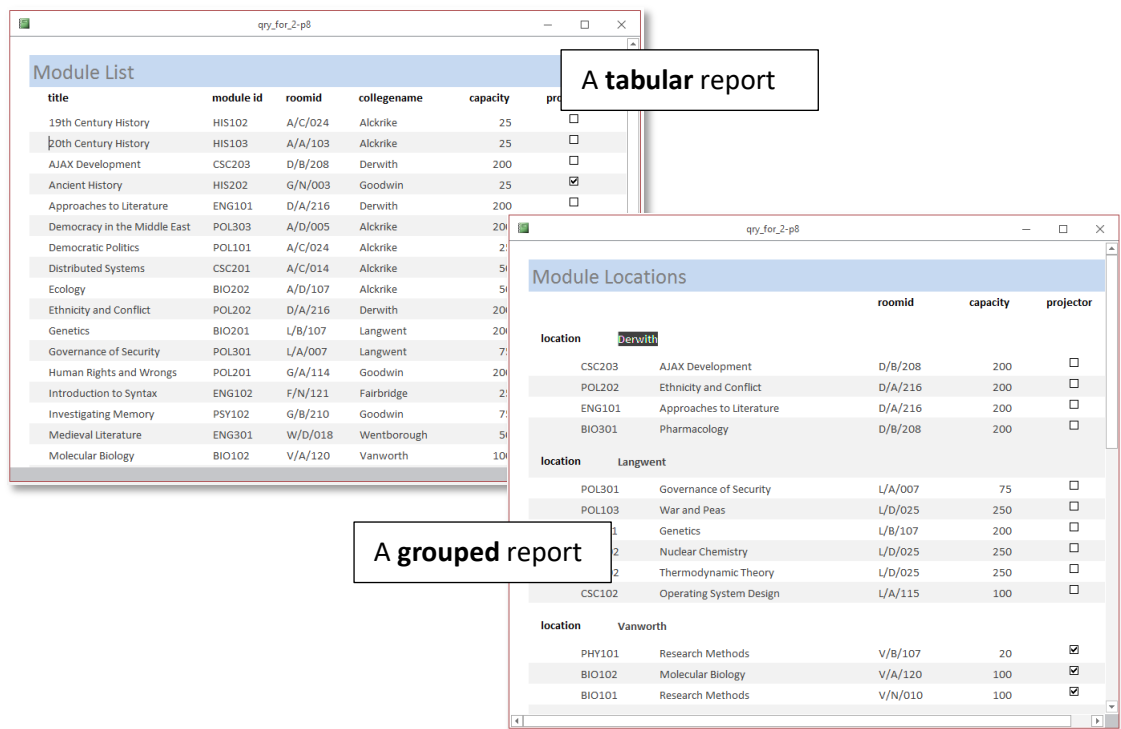 qry_for_2-p8
Module List
title module id roomid collegename capacity
19th Century History HIS102 A/C/024 Alckrike 25
20th Century History HIS103 A/A/103 Alckrike 25
AJAX Development CSC203 D/B/208 Derwith 200
Ancient History HIS202 G/N/003 Goodwin 25
Approaches to Literature ENG101 D/A/216 Derwith 200
Democracy in the Middle East POL303 A/D/005 Alckrike
Democratic Politics POL101 A/C/024 Alckrike
Distributed Systems CSC201 A/C/014 Alckrike
Ecology BIO202 A/D/107 Alckrike
Ethnicity and Conflict POL202 D/A/216 Derwith
Genetics BIO201 L/B/107 Langwent
Governance of Security POL301 L/A/007 Langwent
Human Rights and Wrongs POL201 G/A/114 Goodwin
Introduction to Syntax ENG102 F/N/121 Fairbridge
Investigating Memory PSY102 G/B/210 Goodwin
Medieval Literature ENG301 W/D/018 Wentborough
Molecular Biology BIO102 V/A/120 Vanworth
A tabular report
qry_for_2-p8
Module Locations
roomid capacity projector
location Derwith
CSC203 AJAX Development D/B/208 200
POL202 Ethnicity and Conflict D/A/216 200
ENG101 Approaches to Literature D/A/216 200
BIO301 Pharmacology D/B/208 200
location Langwent
POL301 Governance of Security L/A/007 75
POL103 War and Peas L/D/025 250
Genetics L/B/107 200
Nuclear Chemistry L/D/025 250
Thermodynamic Theory L/D/025 250
CSC102 Operating System Design L/A/115 100
location Vanworth
PHY101 Research Methods V/B/107 20
BIO102 Molecular Biology V/A/120 100
BIO101 Research Methods V/N/010 100
A grouped report